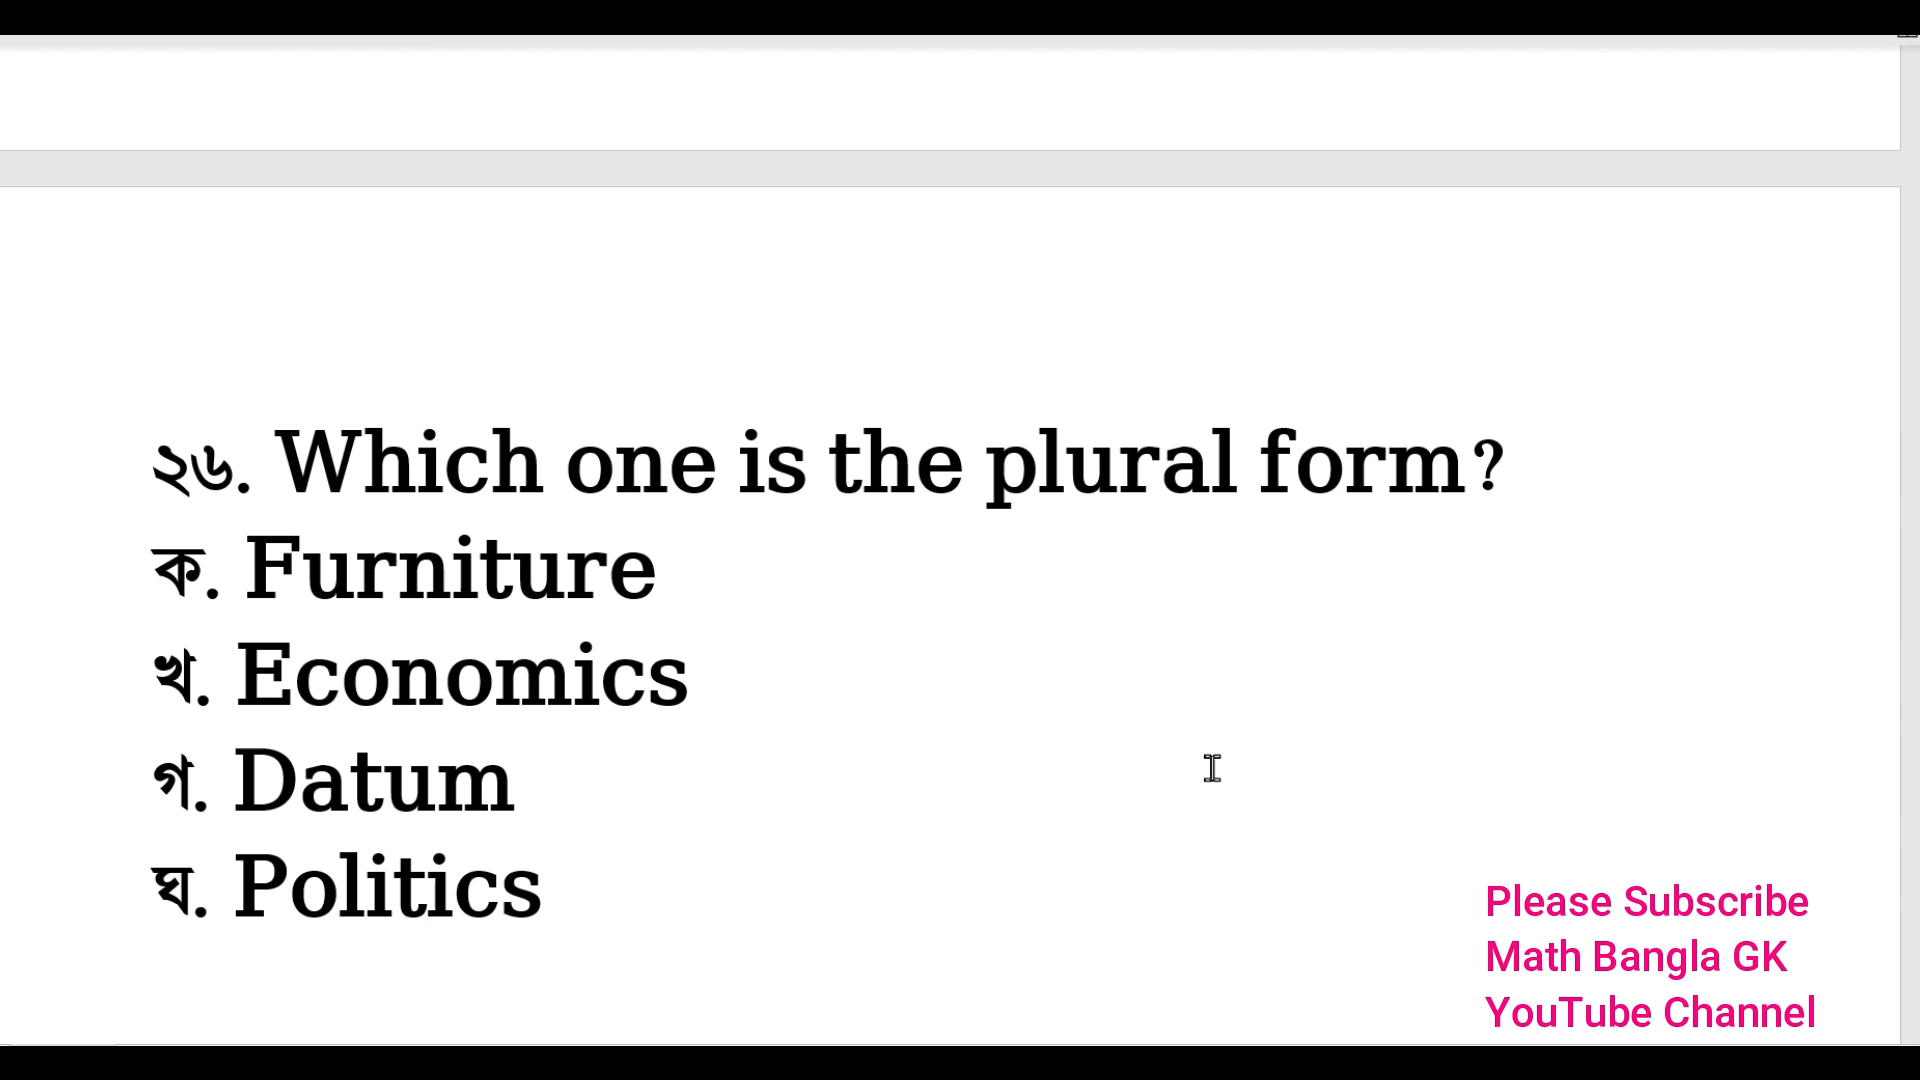 ২৬. Which one is the plural form?
ক. Furniture
খ. Economics
গ. Datum
ঘ. Politics
Please Subscribe
Math Bangla GK
YouTube Channel